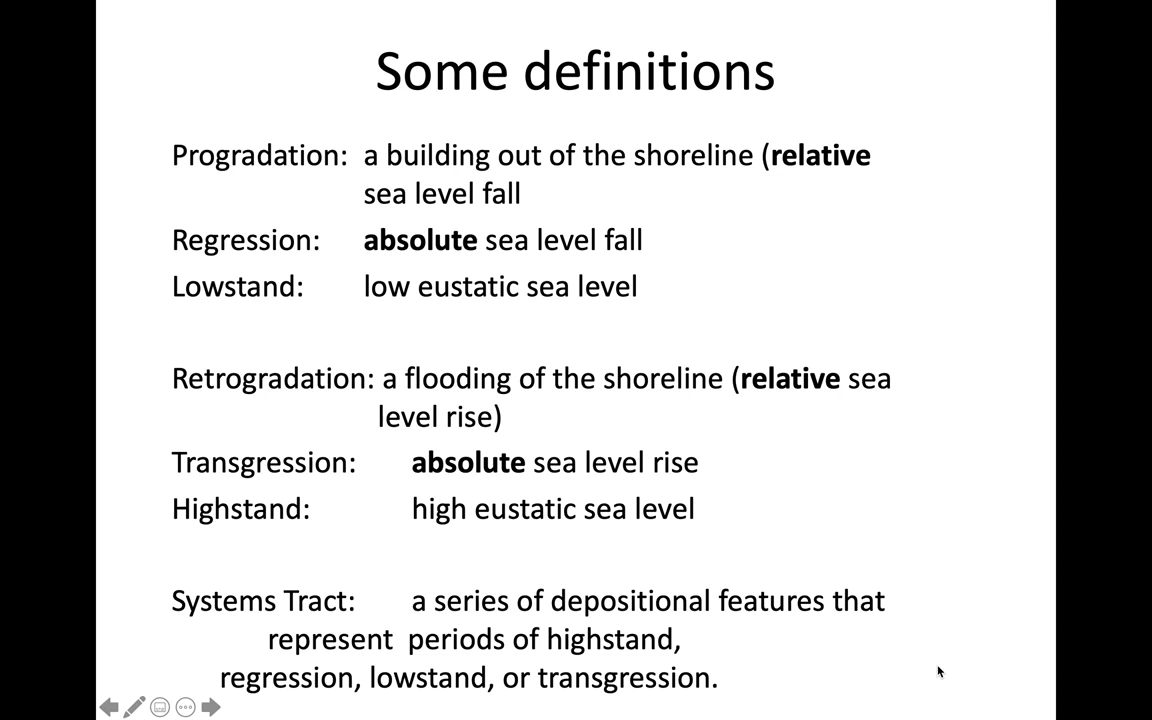 Some definitions
Progradation: a building out of the shoreline (relative
sea level fall
Regression: absolute sea level fall
Lowstand: low eustatic sea level
Retrogradation: a flooding of the shoreline (relative sea
level rise)
Transgression: absolute sea level rise
Highstand: high eustatic sea level
Systems Tract: a series of depositional features that
represent periods of highstand,
regression, lowstand, or transgression.